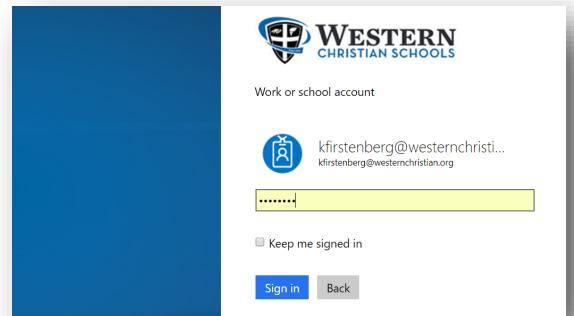 WESTERN
CHRISTIAN SCHOOLS
Work or school account
kfirstenberg@westernchristi...
kfirstenberg@westernchristian.org
••••••••
Keep me signed in
Sign in Back